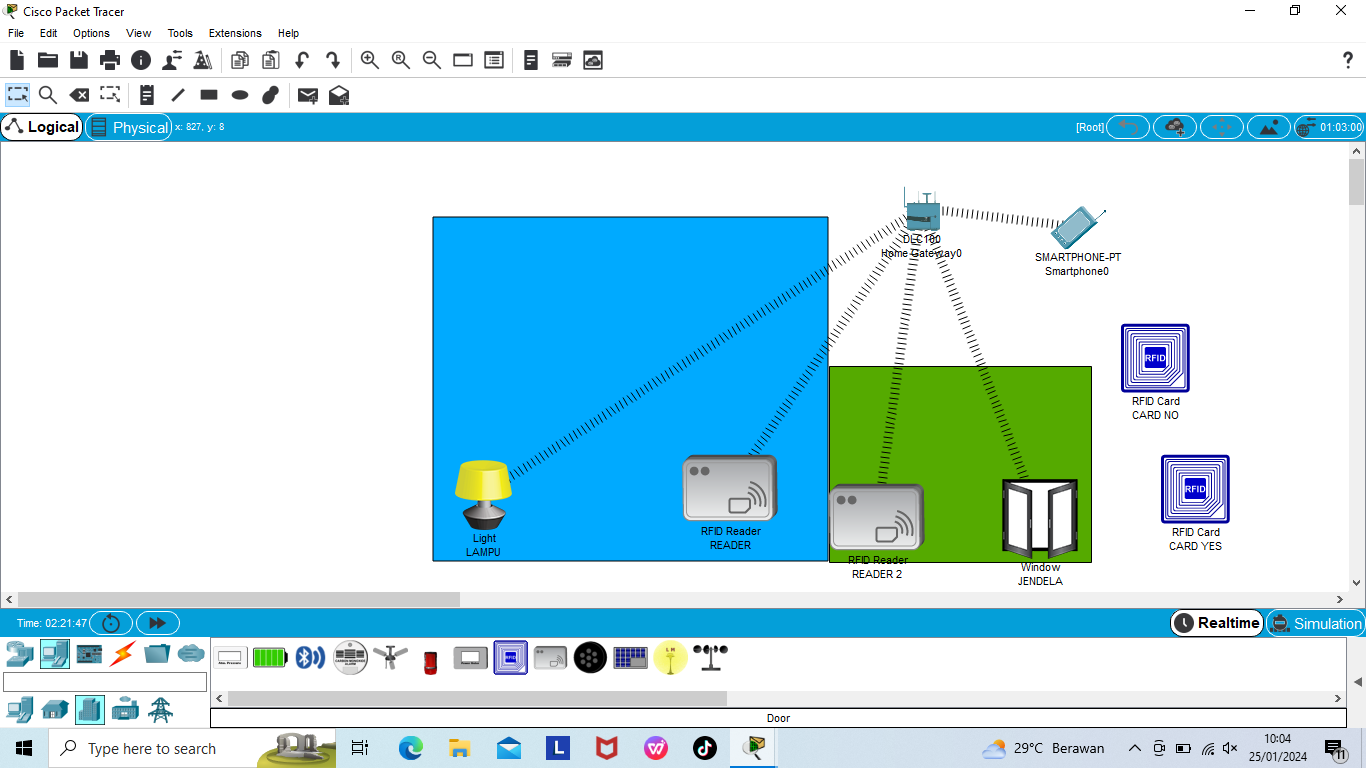 Cisco Packet Tracer
File Edit Options View Tools Extensions Help
Logical Physical x: 827, y: 8 [Root] 01:03:00
DLC100
Home Gateway0
SMARTPHONE-PT
Smartphone0
RFID
RFID Card
CARD NO
RFID
RFID Card
CARD YES
Light
LAMPU
RFID Reader
READER
RFID Reader
READER 2
Window
JENDELA
Time: 02:21:47 Realtime Simulation
Door
Type here to search
29°C Berawan
10:04
25/01/2024
11